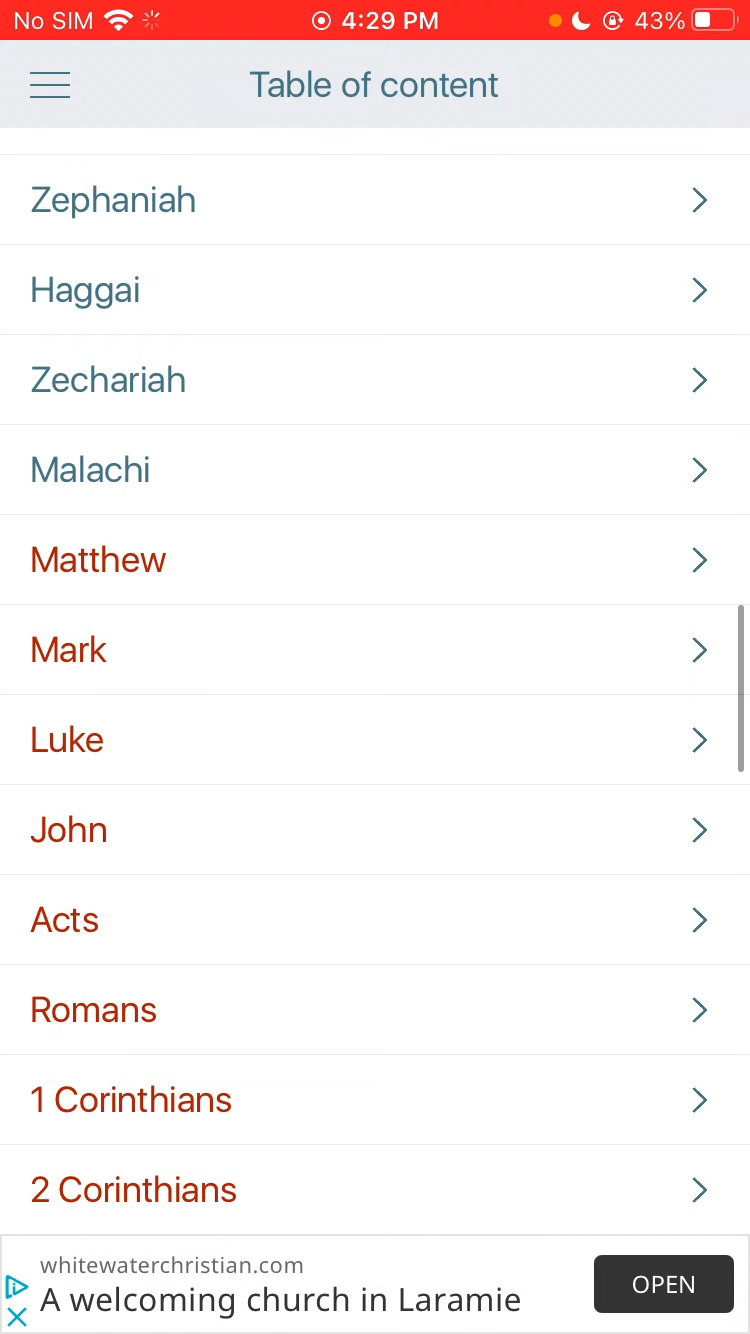 No SIM 4:29 PM 43%
Table of content
Zephaniah
Haggai
Zechariah
Malachi
Matthew
Mark
Luke
John
Acts
Romans
1 Corinthians
2 Corinthians
whitewaterchristian.com
A welcoming church in Laramie
OPEN